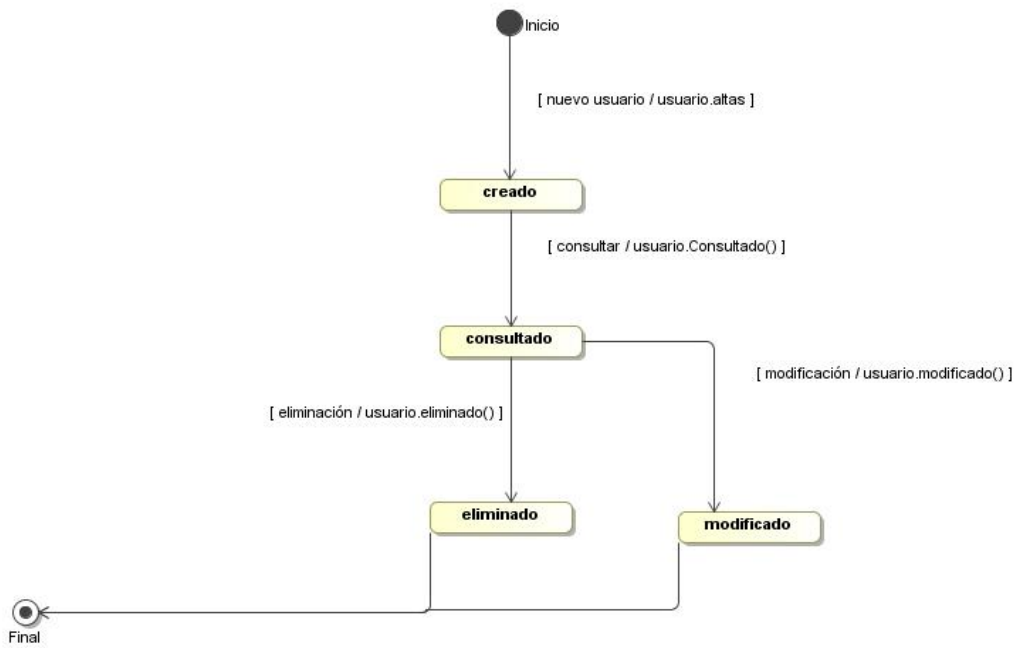 Inicio
[ nuevo usuario / usuario.altas ]
creado
[ consultar / usuario.Consultado() ]
consultado
[ modificación / usuario.modificado() ]
[ eliminación / usuario.eliminado() ]
eliminado
modificado
Final